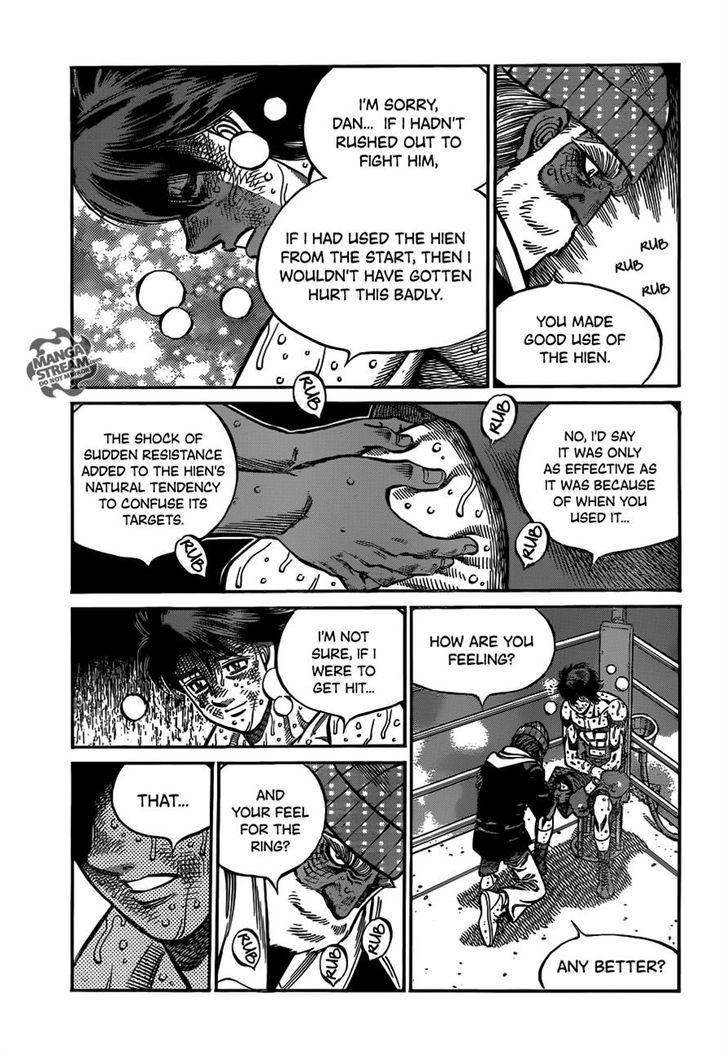 RUB
RUB
RUB
YOU MADE
GOOD USE OF
THE HIEN.
I'M SORRY,
DAN... IF I HADN'T
RUSHED OUT TO
FIGHT HIM,
IF I HAD USED THE HIEN
FROM THE START, THEN I
WOULDN'T HAVE GOTTEN
HURT THIS BADLY.
MANGA
STREAM
DO NOT MIRROR
RUB
RUB
NO, I'D SAY
IT WAS ONLY
AS EFFECTIVE AS
IT WAS BECAUSE
OF WHEN YOU
USED IT...
RUB
RUB
THE SHOCK OF
SUDDEN RESISTANCE
ADDED TO THE HIEN'S
NATURAL TENDENCY
TO CONFUSE ITS
TARGETS.
HOW ARE YOU
FEELING?
ANY BETTER?
I'M NOT
SURE, IF I
WERE TO
GET HIT...
AND
YOUR FEEL
FOR THE
RING?
RUB
RUB
RUB
THAT...